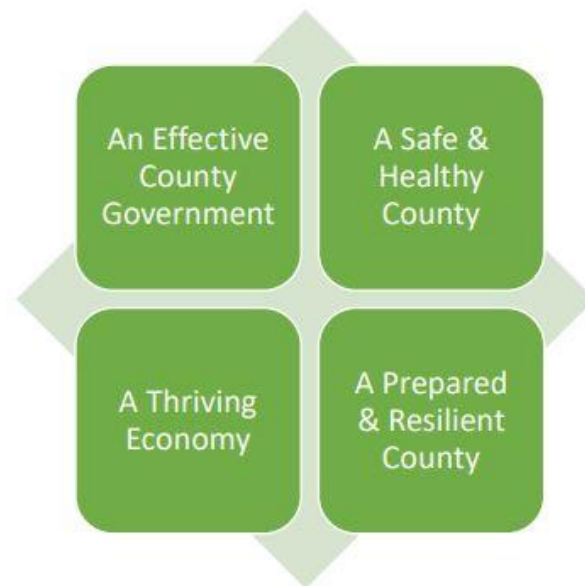 An Effective
County
Government
A Safe &
Healthy
County
A Thriving
Economy
A Prepared
& Resilient
County